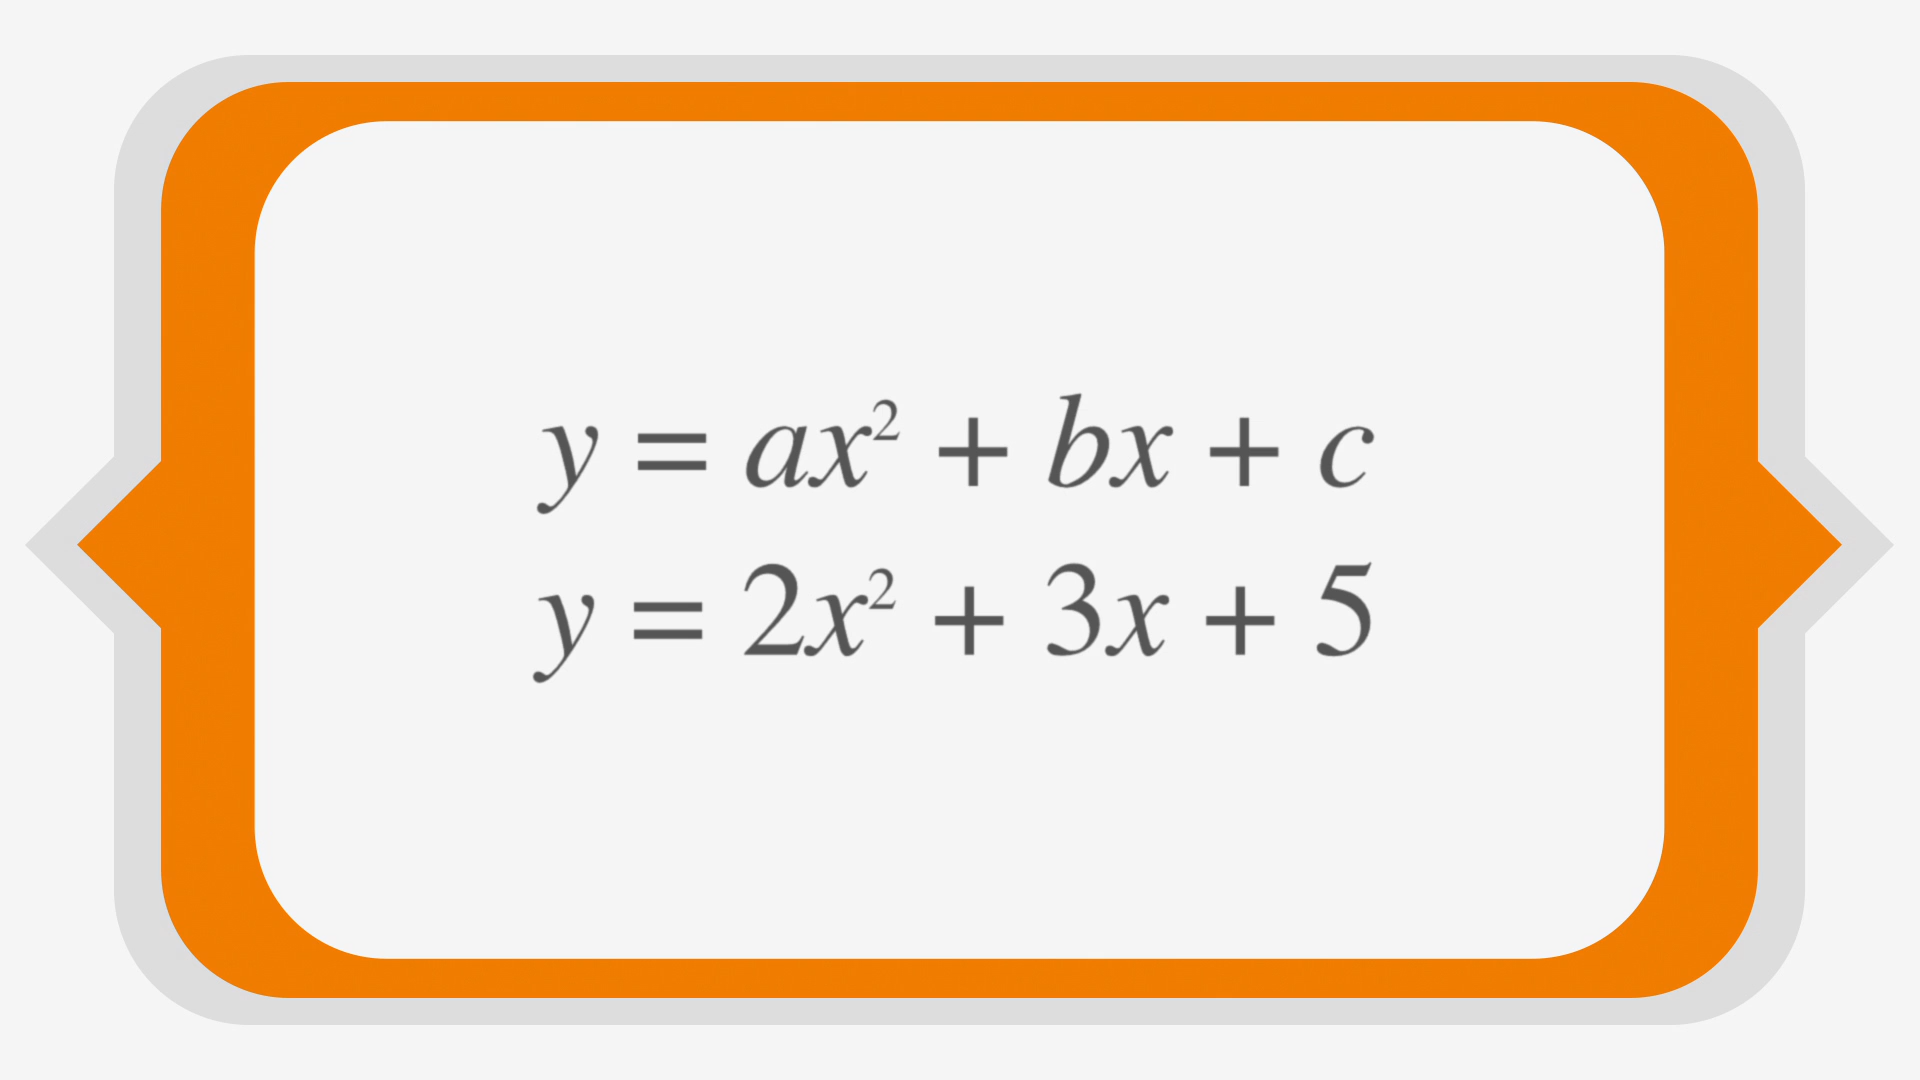 y = ax² + bx + c
y = 2x² + 3x + 5